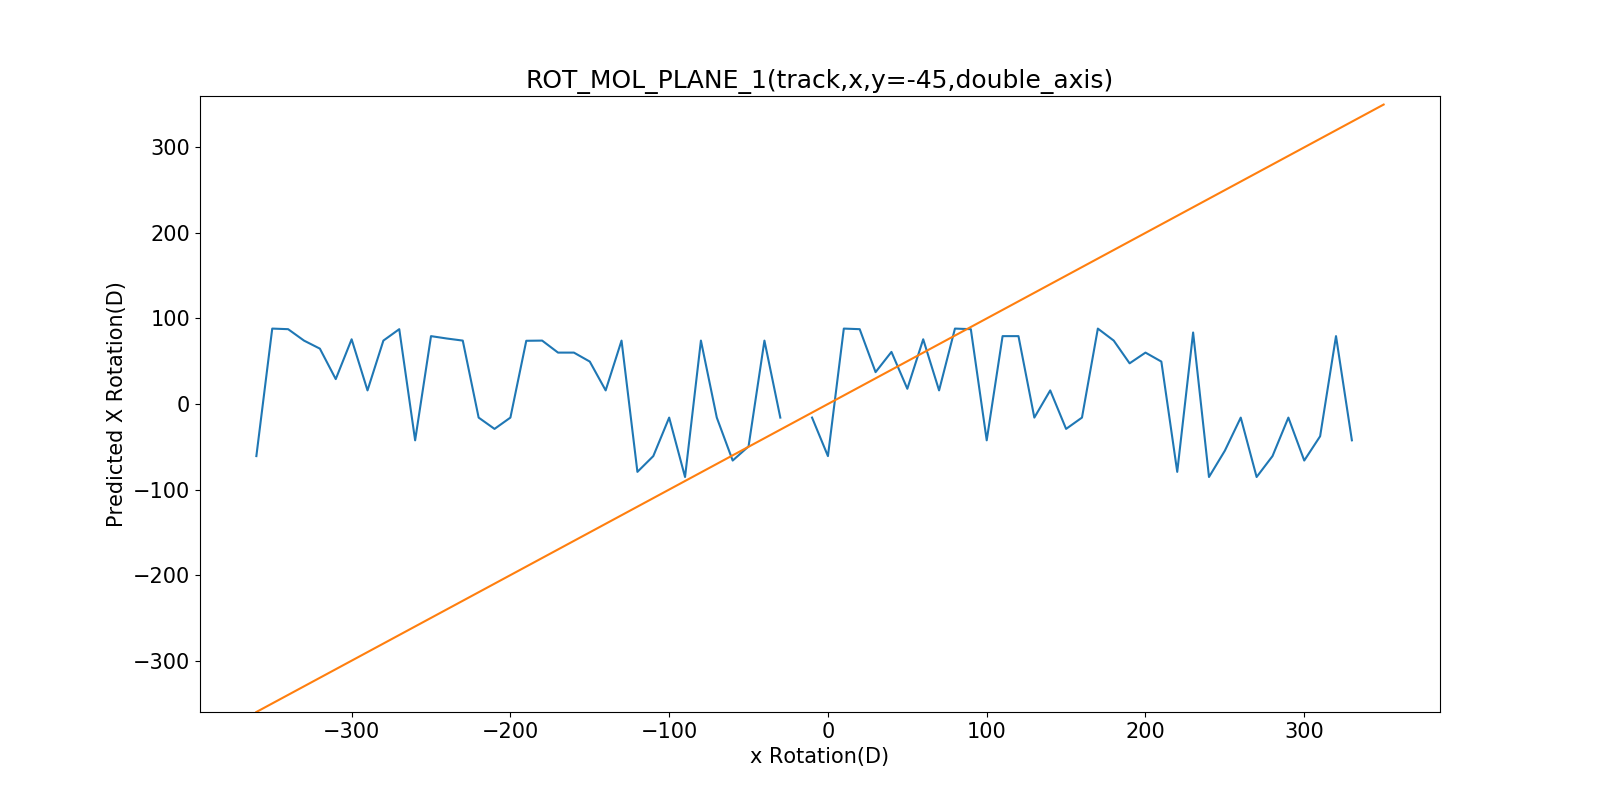 ROT_MOL_PLANE_1(track,x,y=-45,double_axis)
300
200
100
0
−100
−200
−300
Predicted X Rotation(D)
−300 −200 −100 0 100 200 300
x Rotation(D)